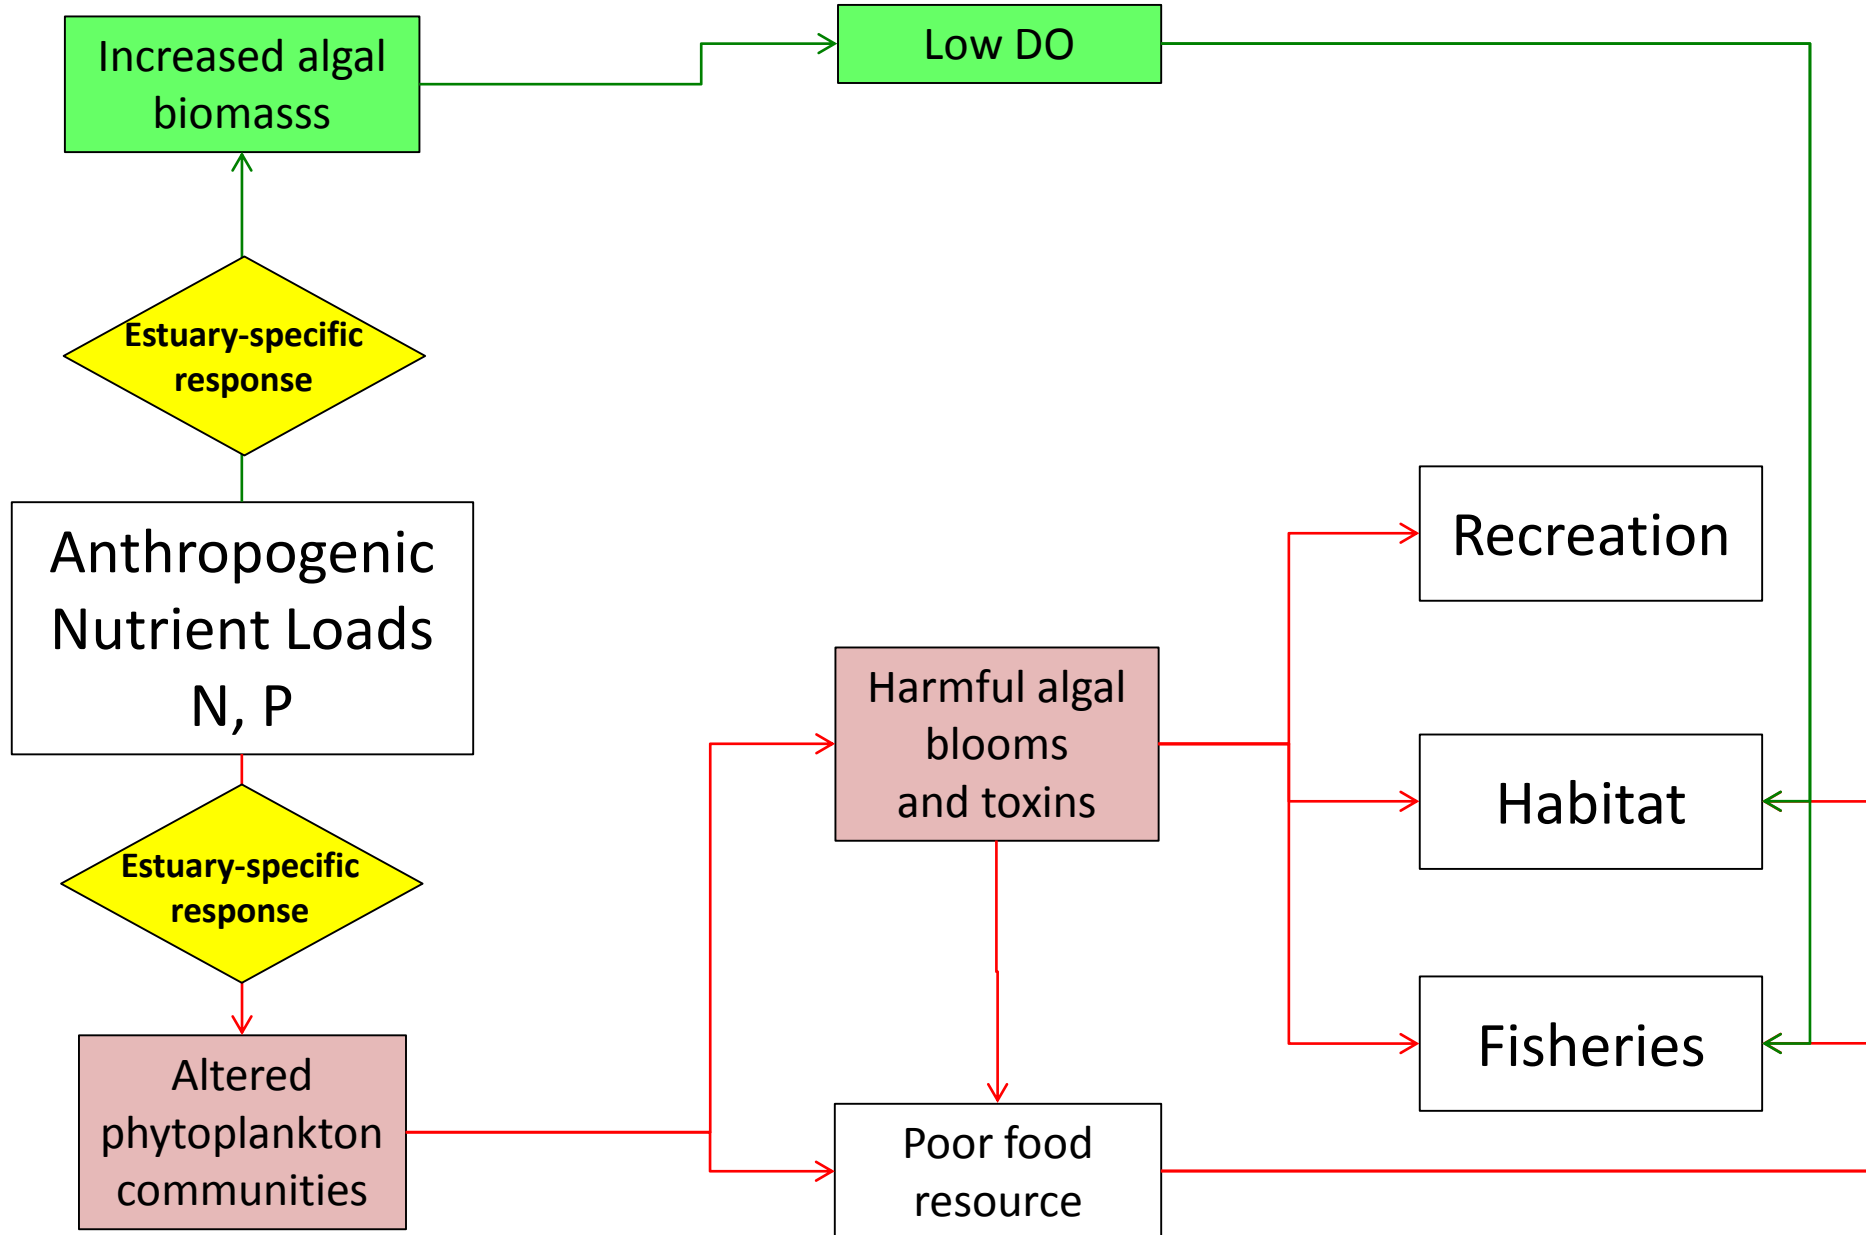 Increased algal
biomasss
Low DO
Estuary-specific
response
Anthropogenic
Nutrient Loads
N, P
Estuary-specific
response
Altered
phytoplankton
communities
Harmful algal
blooms
and toxins
Poor food
resource
Recreation
Habitat
Fisheries